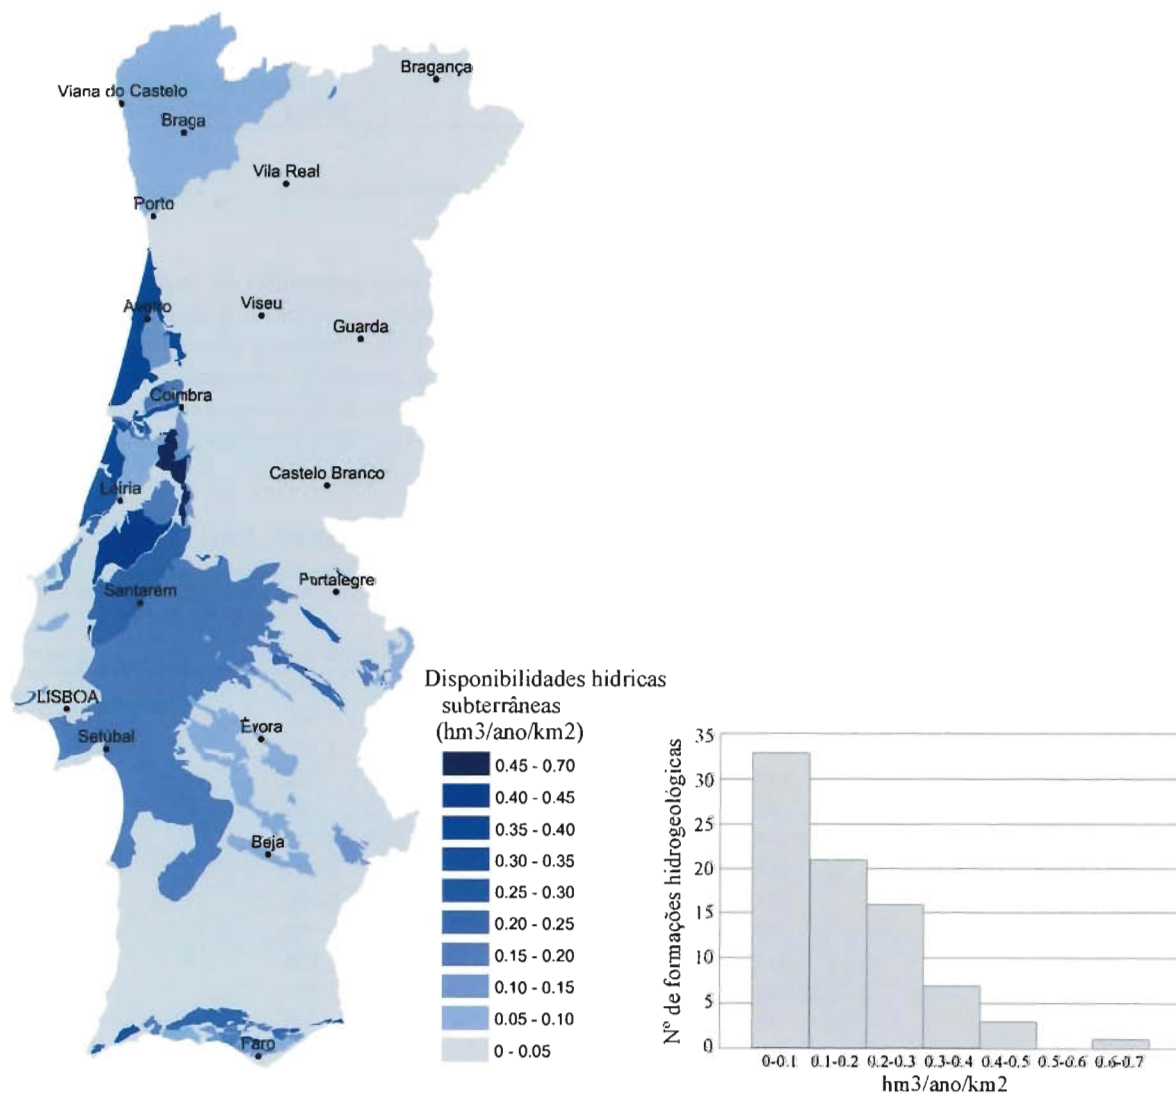 Bragança
Viana do Castelo
Braga
Vila Real
Porto
Aveiro
Viseu
Guarda
Coimbra
Castelo Branco
Leiria
Portalegre
Santarém
LISBOA
Setúbal
Évora
Beja
Faro
Disponibilidades hídricas
subterrâneas
(hm3/ano/km2)
0.45 - 0.70
0.40 - 0.45
0.35 - 0.40
0.30 - 0.35
0.25 - 0.30
0.20 - 0.25
0.15 - 0.20
0.10 - 0.15
0.05 - 0.10
0 - 0.05
Nº de formações hidrogeológicas
35
30
25
20
15
10
5
0
0-0.1 0.1-0.2 0.2-0.3 0.3-0.4 0.4-0.5 0.5-0.6 0.6-0.7
hm3/ano/km2